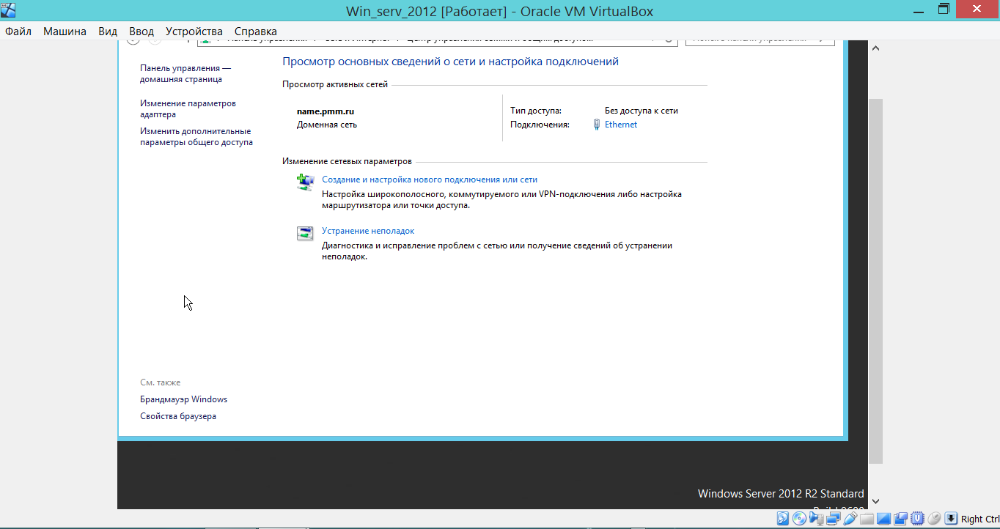 Win_serv_2012 [Работает] - Oracle VM VirtualBox
Файл Машина Вид Ввод Устройства Справка
Панель управления —
домашняя страница
Изменение параметров
адаптера
Изменить дополнительные
параметры общего доступа
Просмотр основных сведений о сети и настройка подключений
Просмотр активных сетей
name.pmm.ru
Доменная сеть
Тип доступа: Без доступа к сети
Подключения: Ethernet
Изменение сетевых параметров
Создание и настройка нового подключения или сети
Настройка широкополосного, коммутируемого или VPN-подключения либо настройка
маршрутизатора или точки доступа.
Устранение неполадок
Диагностика и исправление проблем с сетью или получение сведений об устранении
неполадок.
См. также
Брандмауэр Windows
Свойства браузера
Windows Server 2012 R2 Standard
Right Ctrl